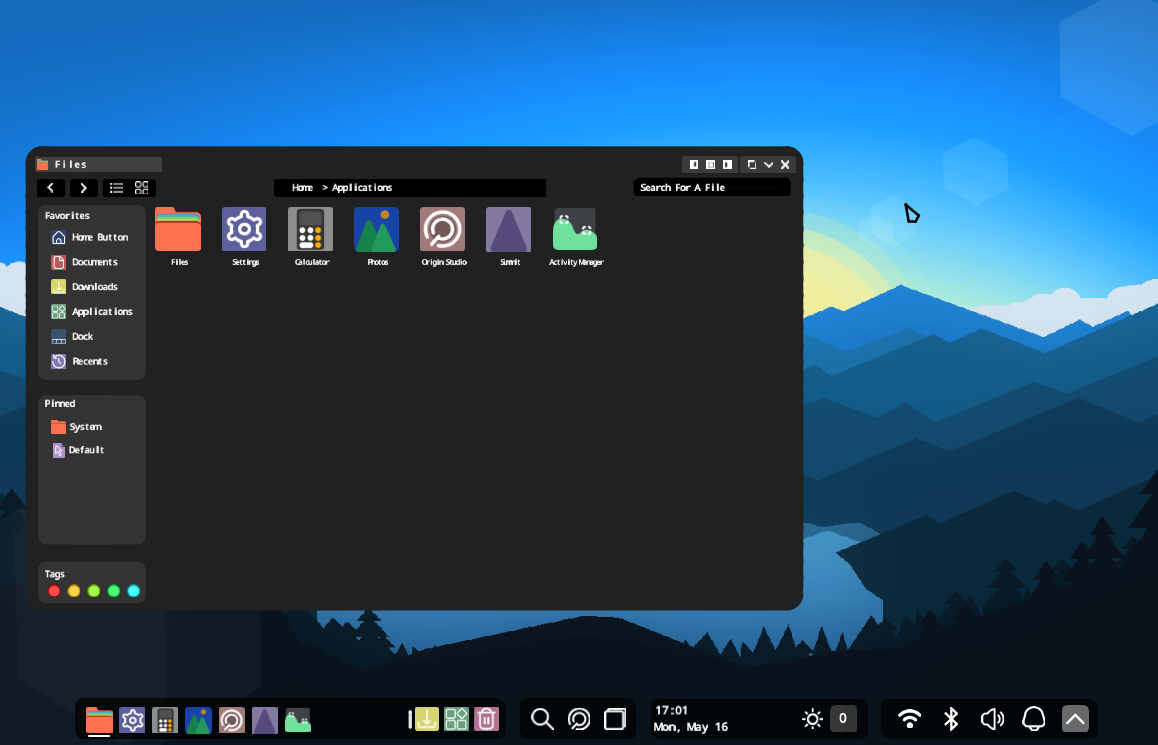 Files
Home > Applications
Search For A File
Favorites
Home Button
Documents
Downloads
Applications
Dock
Recents
Files
Settings
Calculator
Photos
Origin Studio
Summit
Activity Manager
Pinned
System
Default
Tags
17:01
Mon, May 16
0